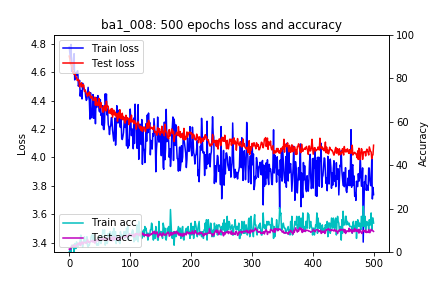 ba1_008: 500 epochs loss and accuracy
4.8
4.6
4.4
4.2
4.0
3.8
3.6
3.4
Loss
Train loss
Test loss
Train acc
Test acc
100
80
60
40
20
0
Accuracy
0 100 200 300 400 500